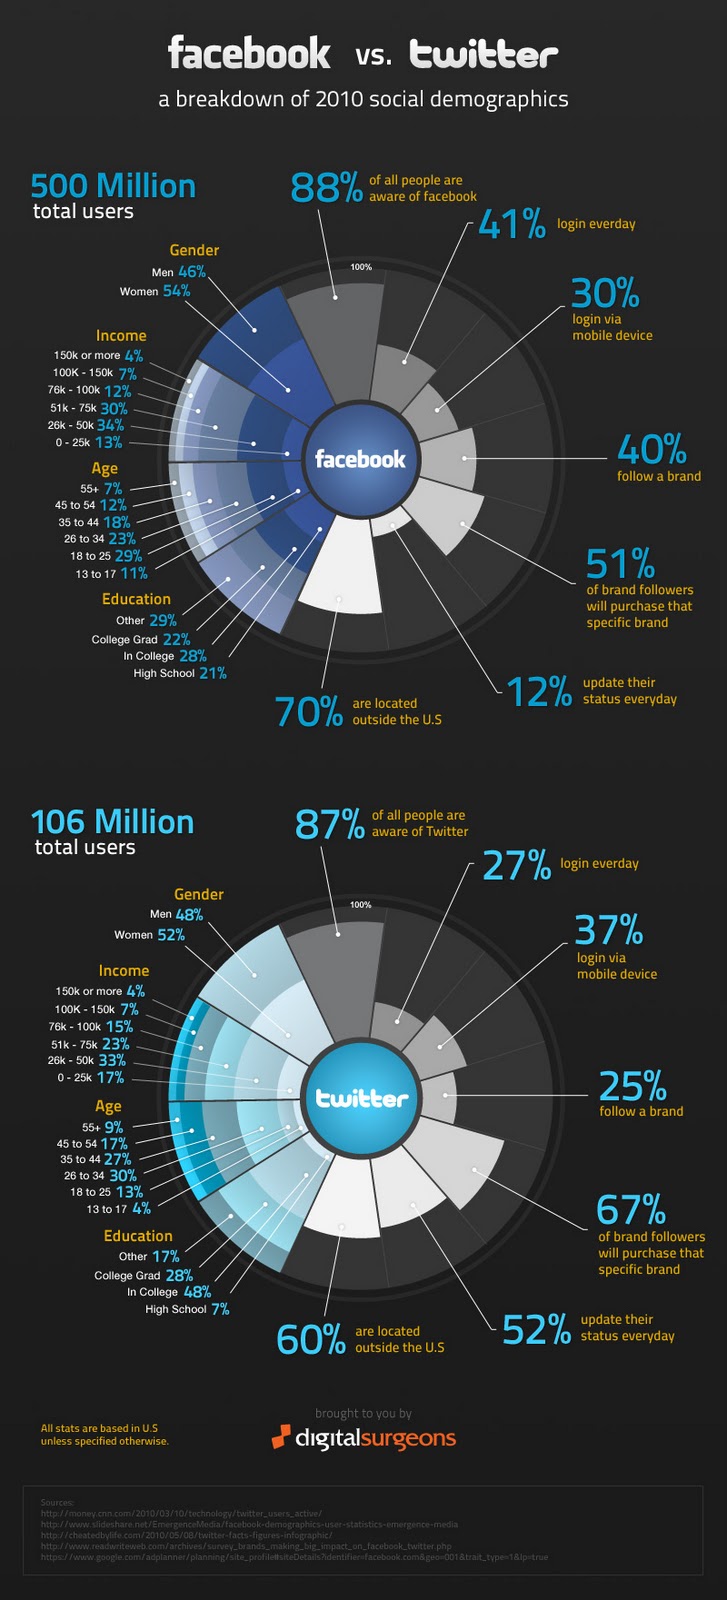 facebook vs. twitter
a breakdown of 2010 social demographics
500 Million
total users
88% of all people are
aware of facebook
41% login everday
30%
login via
mobile device
40%
follow a brand
51%
of brand followers
will purchase that
specific brand
12% update their
status everyday
70% are located
outside the U.S
100%
Gender
Men 46%
Women 54%
Income
150k or more 4%
100K - 150k 7%
76k - 100k 12%
51k - 75k 30%
26k - 50k 34%
0 - 25k 13%
Age
55+ 7%
45 to 54 12%
35 to 44 18%
26 to 34 23%
18 to 25 29%
13 to 17 11%
Education
Other 29%
College Grad 22%
In College 28%
High School 21%
facebook
106 Million
total users
87% of all people are
aware of Twitter
27% login everday
37%
login via
mobile device
25%
follow a brand
67%
of brand followers
will purchase that
specific brand
52% update their
status everyday
60% are located
outside the U.S
100%
Gender
Men 48%
Women 52%
Income
150k or more 4%
100K - 150k 7%
76k - 100k 15%
51k - 75k 23%
26k - 50k 33%
0 - 25k 17%
Age
55+ 9%
45 to 54 17%
35 to 44 27%
26 to 34 30%
18 to 25 13%
13 to 17 4%
Education
Other 17%
College Grad 28%
In College 48%
High School 7%
twitter
All stats are based in U.S
unless specified otherwise.
brought to you by
digitalsurgeons
Sources:
http://money.cnn.com/2010/03/10/technology/twitter_users_active/
http://www.slideshare.net/EmergenceMedia/facebook-demographics-user-statistics-emergence-media
http://cheatedbylife.com/2010/05/08/twitter-facts-figures-infographic/
http://www.readwriteweb.com/archives/survey_brands_making_big_impact_on_facebook_twitter.php
https://www.google.com/adplanner/planning/site_profile#siteDetails?identifier=facebook.com&geo=001&trait_type=1&lp=true